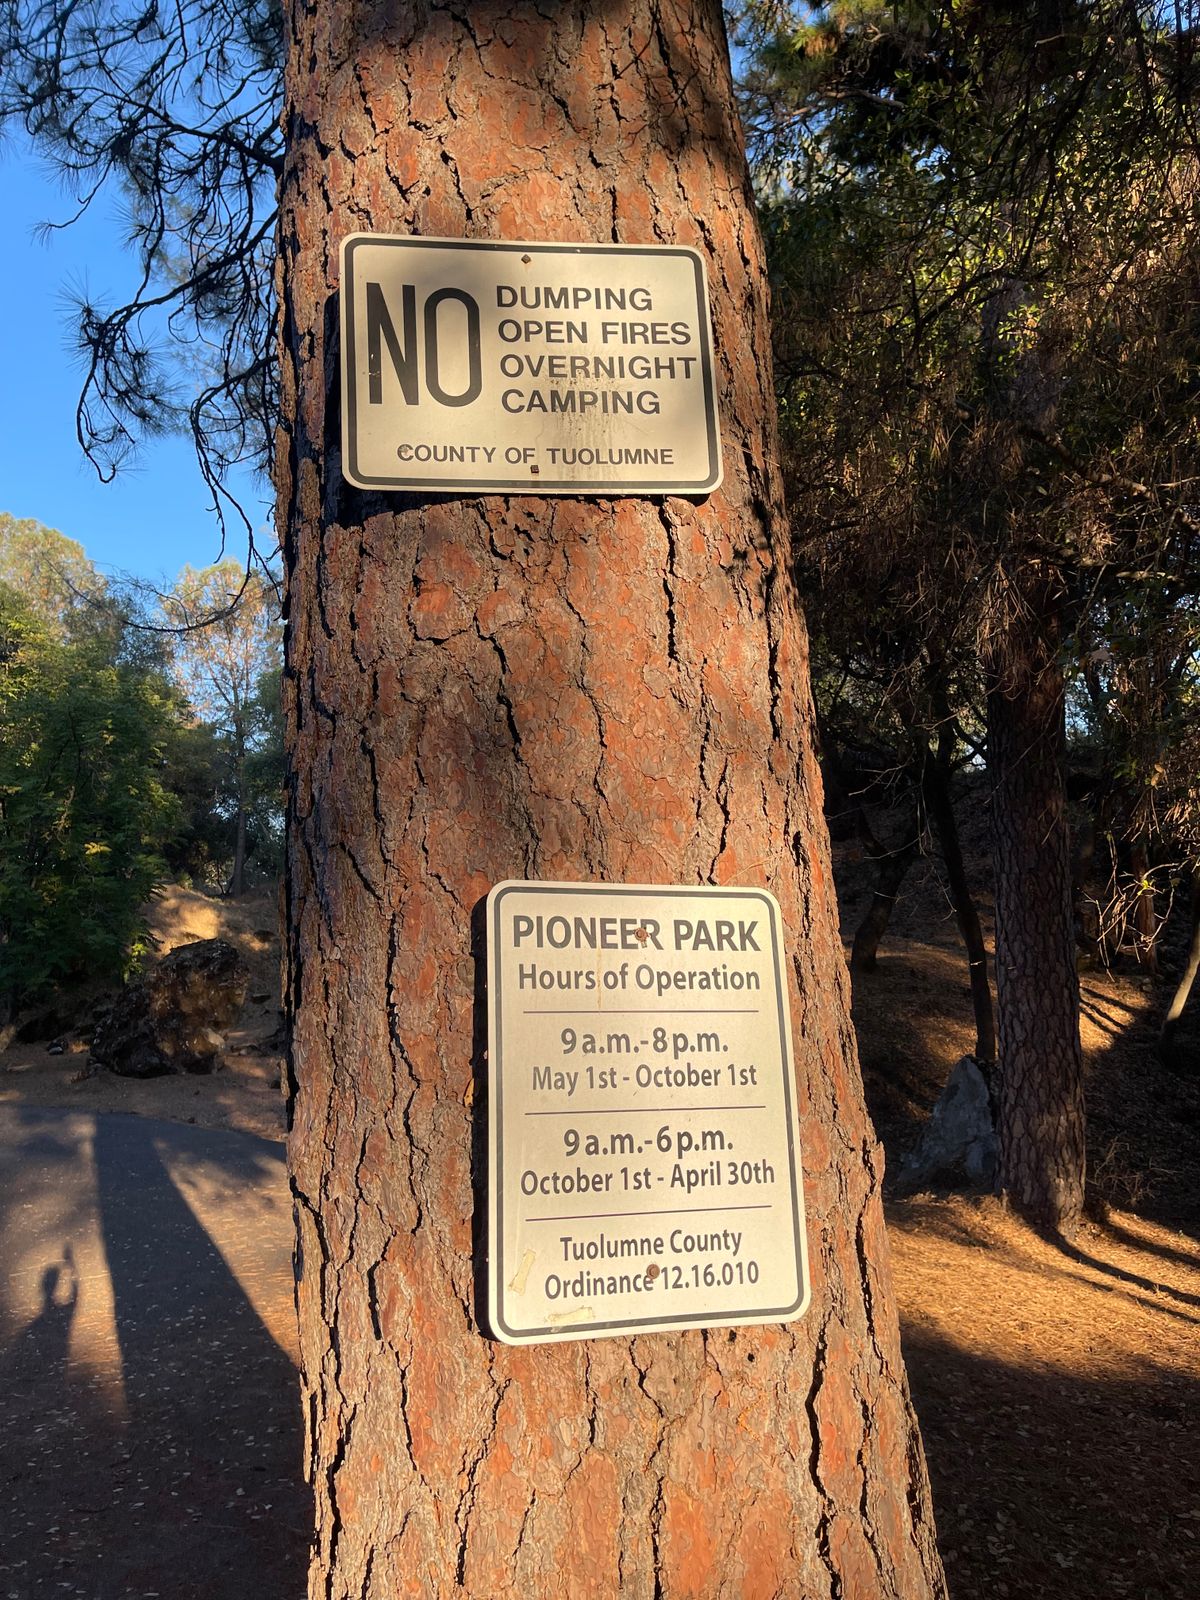 NO
DUMPING
OPEN FIRES
OVERNIGHT
CAMPING
COUNTY OF TUOLUMNE
PIONEER PARK
Hours of Operation
9 a.m.-8 p.m.
May 1st - October 1st
9 a.m.-6 p.m.
October 1st - April 30th
Tuolumne County
Ordinance 12.16.010